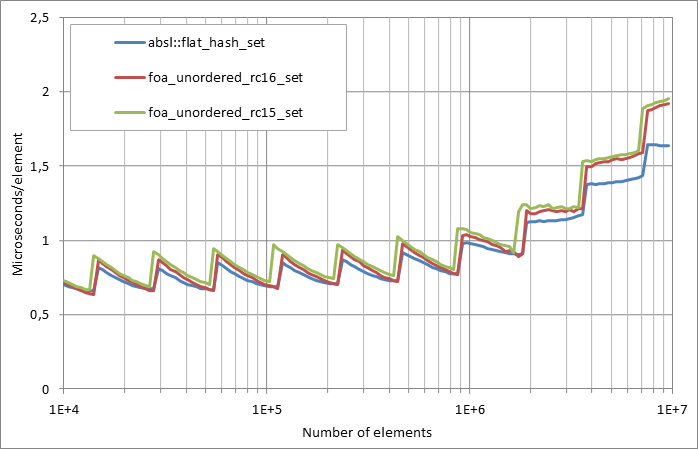 2,5
2
1,5
1
0,5
0
Microseconds/element
absl::flat_hash_set
foa_unordered_rc16_set
foa_unordered_rc15_set
1E+4
1E+5
1E+6
1E+7
Number of elements